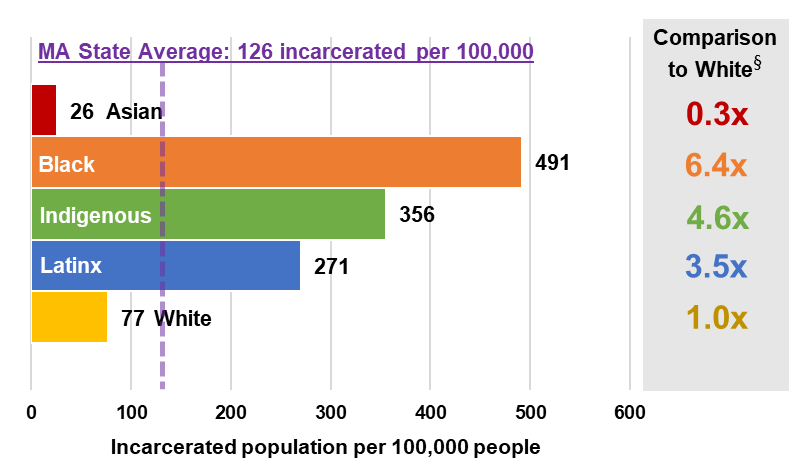 MA State Average: 126 incarcerated per 100,000
Comparison
to White§
26 Asian
0.3x
Black
491
6.4x
Indigenous
356
4.6x
Latinx
271
3.5x
77 White
1.0x
0 100 200 300 400 500 600
Incarcerated population per 100,000 people